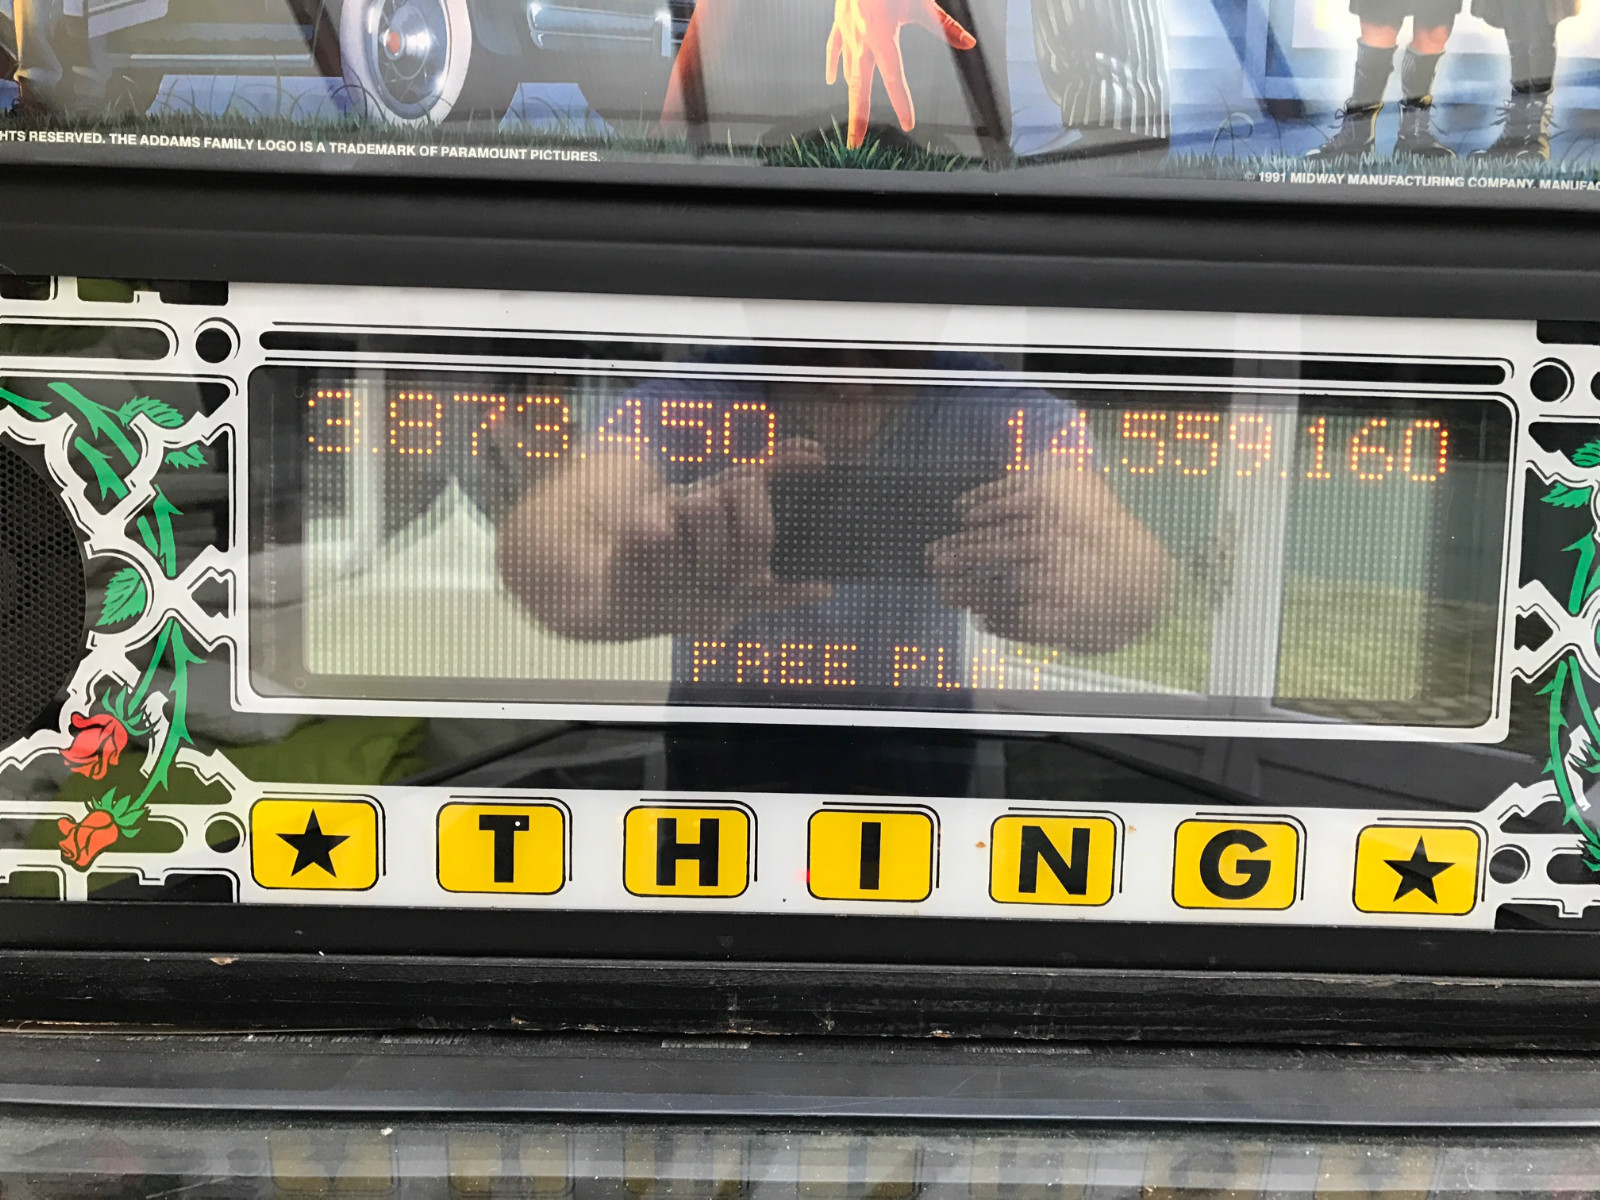 HTS RESERVED. THE ADDAMS FAMILY LOGO IS A TRADEMARK OF PARAMOUNT PICTURES.
© 1991 MIDWAY MANUFACTURING COMPANY. MANUFAC
3.873.450 14.559.160
FREE PLAY
★ T H I N G ★